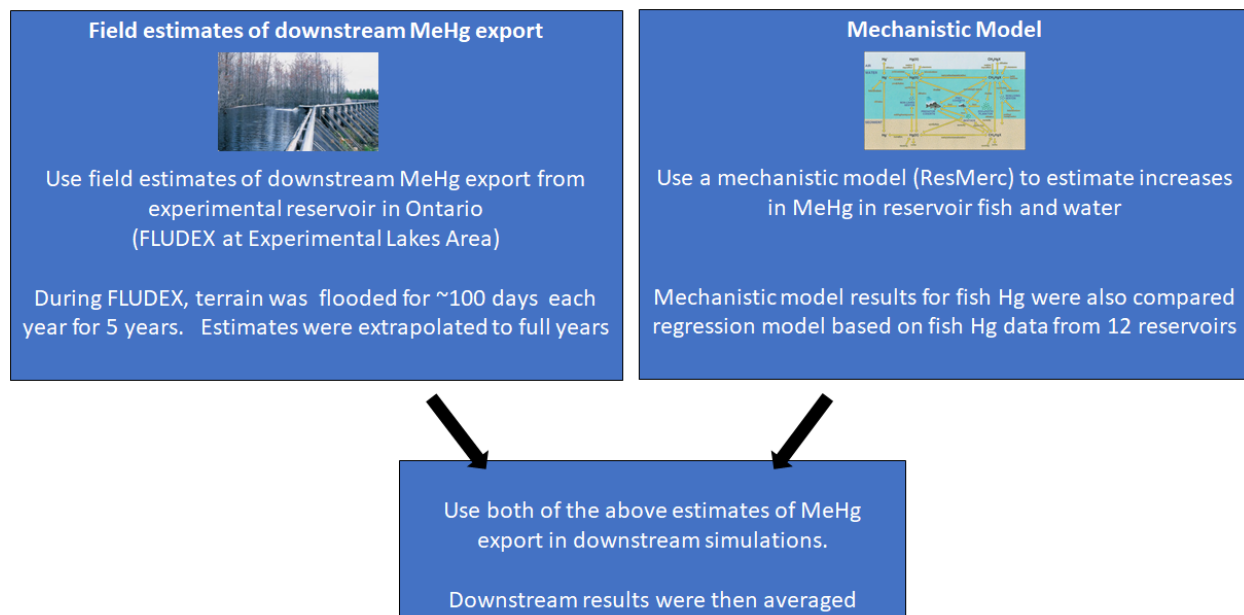 Field estimates of downstream MeHg export
Use field estimates of downstream MeHg export from
experimental reservoir in Ontario
(FLUDEX at Experimental Lakes Area)
During FLUDEX, terrain was flooded for ~100 days each
year for 5 years. Estimates were extrapolated to full years
Mechanistic Model
Use a mechanistic model (ResMerc) to estimate increases
in MeHg in reservoir fish and water
Mechanistic model results for fish Hg were also compared
regression model based on fish Hg data from 12 reservoirs
Use both of the above estimates of MeHg
export in downstream simulations.
Downstream results were then averaged